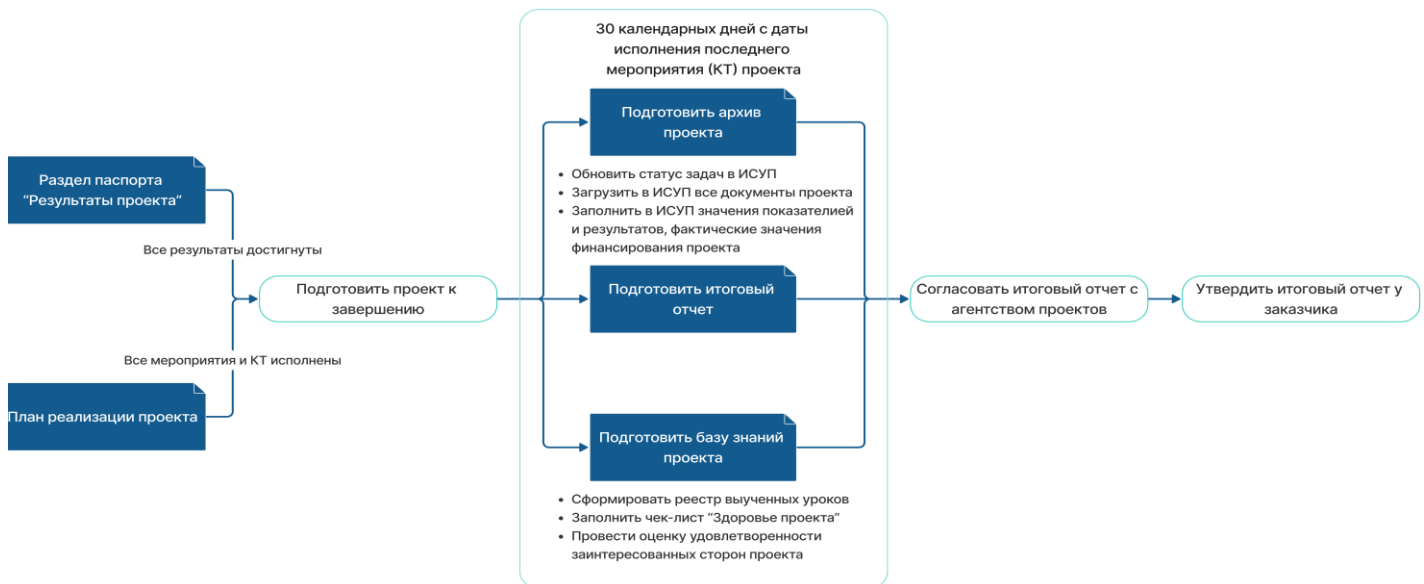 30 календарных дней с даты
исполнения последнего
мероприятия (КТ) проекта
Подготовить архив
проекта
Раздел паспорта
“Результаты проекта”
• Обновить статус задач в ИСУП
• Загрузить в ИСУП все документы проекта
• Заполнить в ИСУП значения показателией
и результатов, фактические значения
финансирования проекта
Все результаты достигнуты
Подготовить проект к
завершению
Подготовить итоговый
отчет
Согласовать итоговый отчет с
агентством проектов
Утвердить итоговый отчет у
заказчика
Все мероприятия и КТ исполнены
План реализации проекта
Подготовить базу знаний
проекта
• Сформировать реестр выученных уроков
• Заполнить чек-лист “Здоровье проекта”
• Провести оценку удовлетворенности
заинтересованных сторон проекта